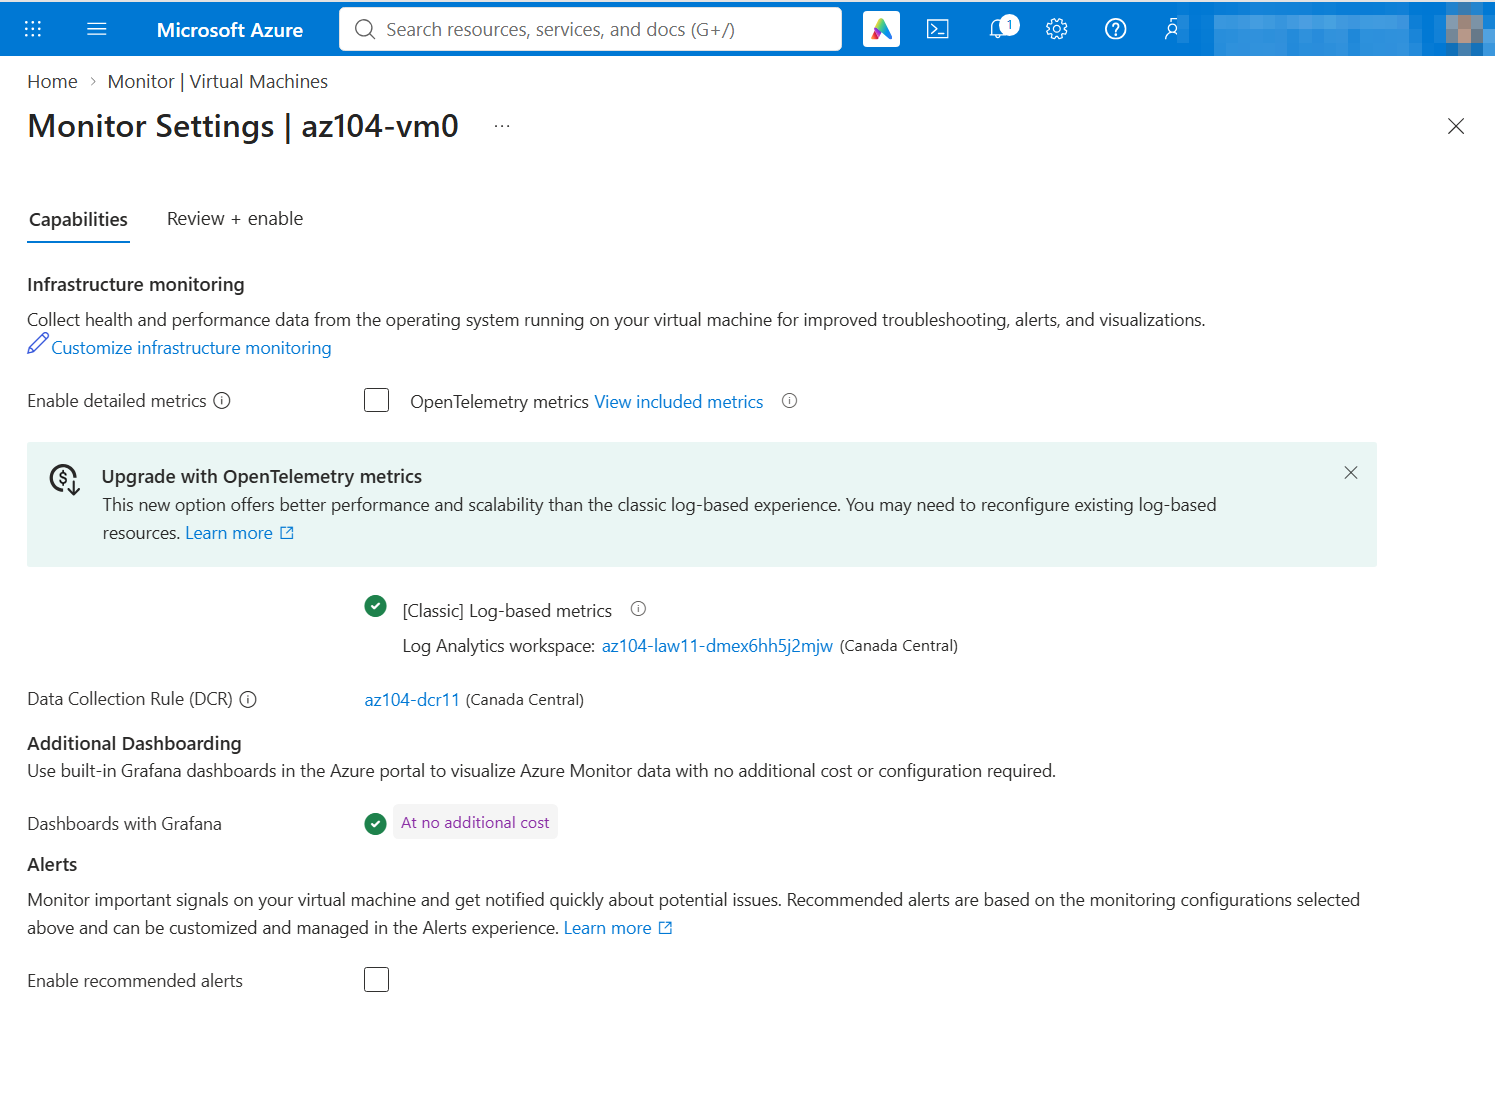 Microsoft Azure
Search resources, services, and docs (G+/)
1
Home > Monitor | Virtual Machines
Monitor Settings | az104-vm0 ...
Capabilities Review + enable
Infrastructure monitoring
Collect health and performance data from the operating system running on your virtual machine for improved troubleshooting, alerts, and visualizations.
Customize infrastructure monitoring
Enable detailed metrics OpenTelemetry metrics View included metrics
Upgrade with OpenTelemetry metrics
This new option offers better performance and scalability than the classic log-based experience. You may need to reconfigure existing log-based
resources. Learn more
[Classic] Log-based metrics
Log Analytics workspace: az104-law11-dmex6hh5j2mjw (Canada Central)
Data Collection Rule (DCR) az104-dcr11 (Canada Central)
Additional Dashboarding
Use built-in Grafana dashboards in the Azure portal to visualize Azure Monitor data with no additional cost or configuration required.
Dashboards with Grafana At no additional cost
Alerts
Monitor important signals on your virtual machine and get notified quickly about potential issues. Recommended alerts are based on the monitoring configurations selected
above and can be customized and managed in the Alerts experience. Learn more
Enable recommended alerts